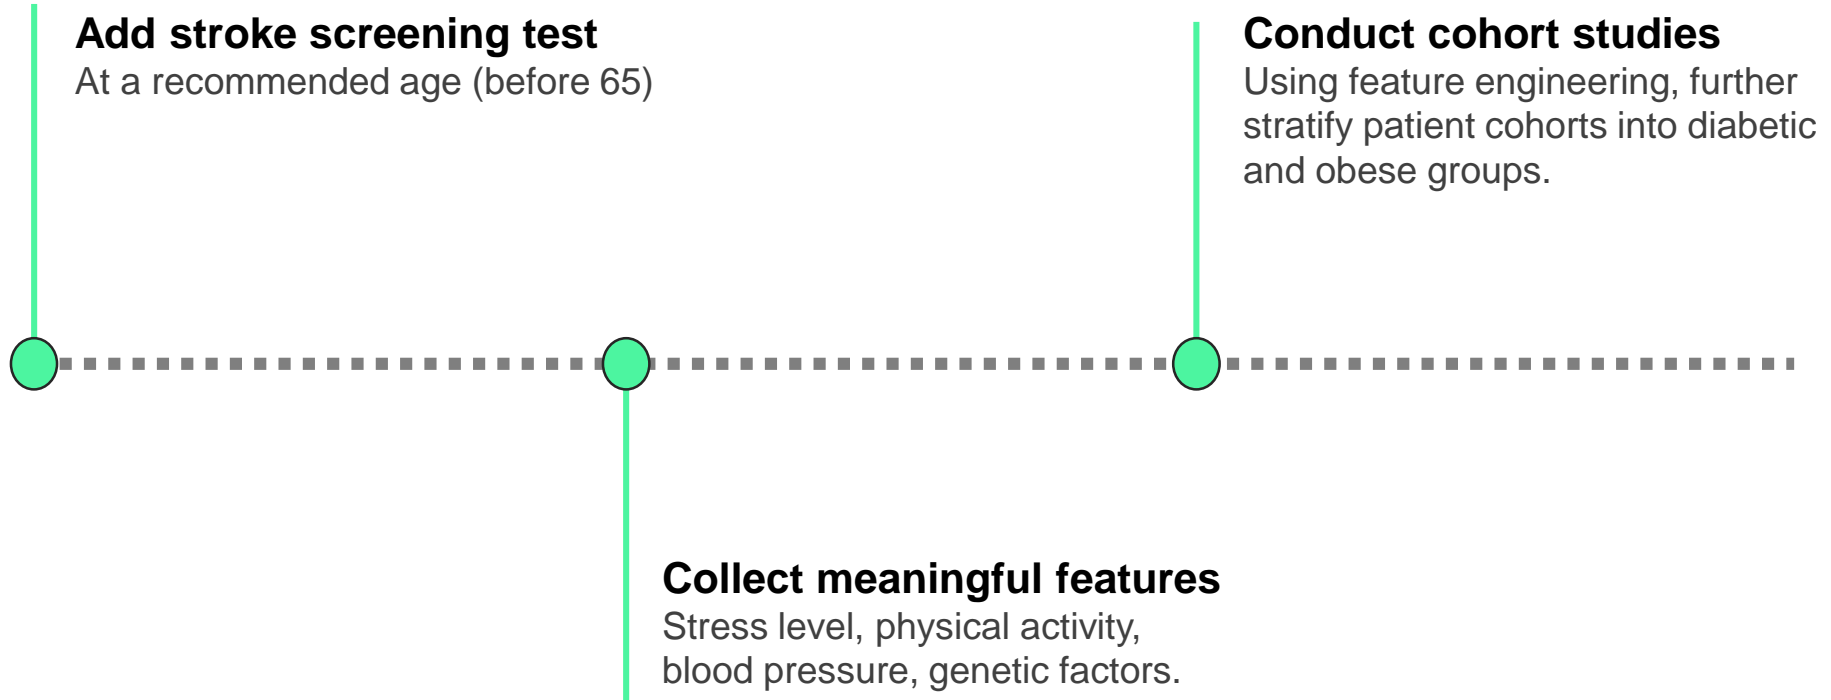 Add stroke screening test
At a recommended age (before 65)
Collect meaningful features
Stress level, physical activity,
blood pressure, genetic factors.
Conduct cohort studies
Using feature engineering, further
stratify patient cohorts into diabetic
and obese groups.